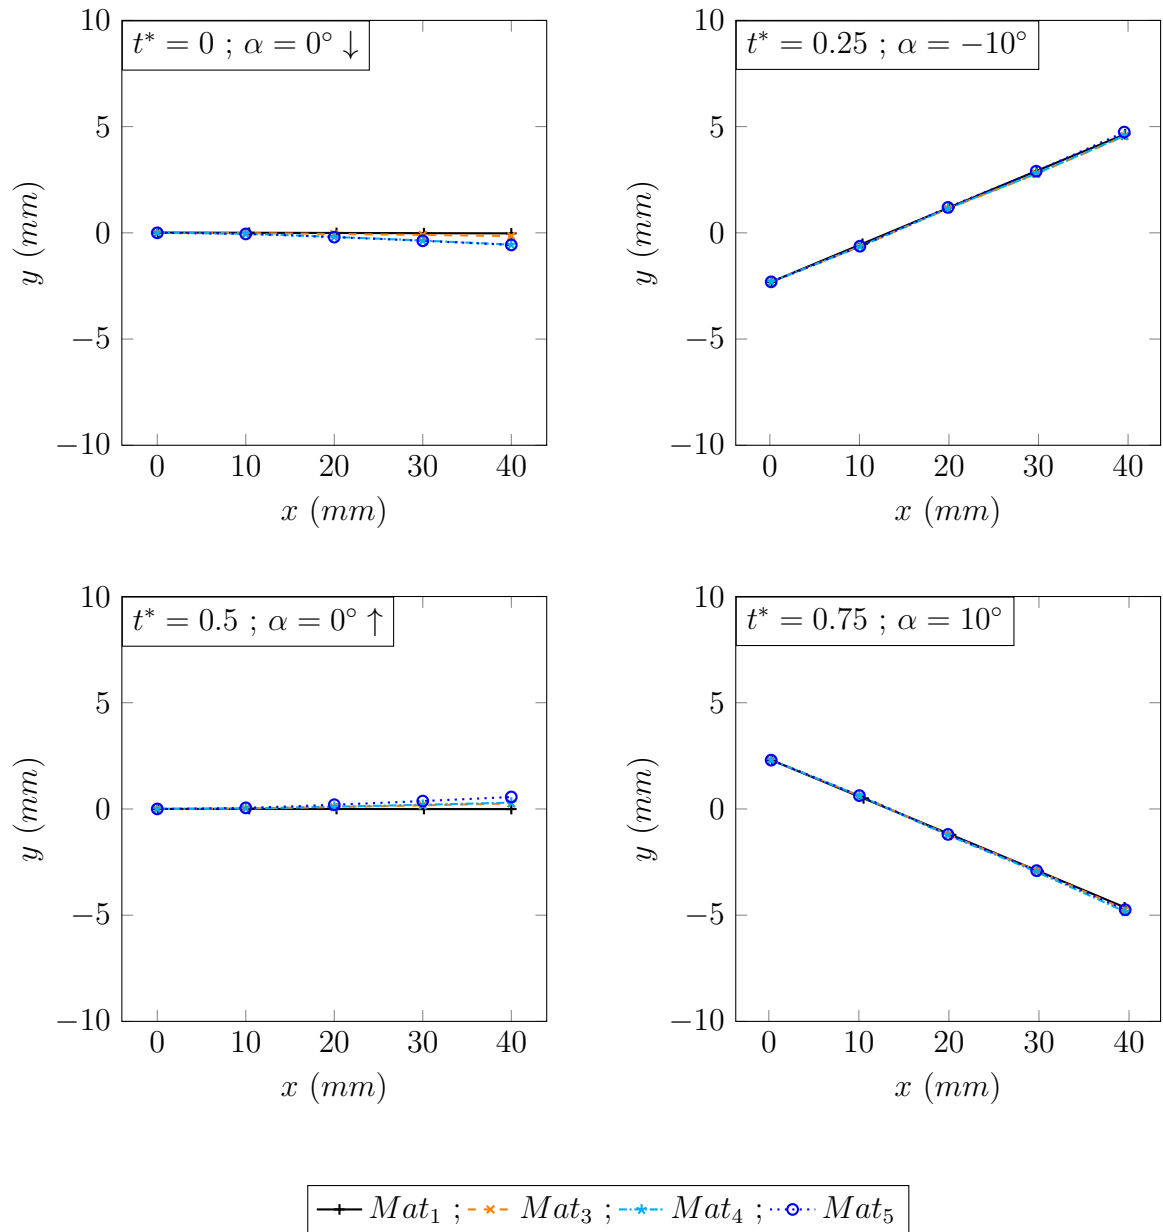 t* = 0 ; α = 0° ↓
10
5
0
−5
−10
y (mm)
0 10 20 30 40
x (mm)
t* = 0.25 ; α = −10°
10
5
0
−5
−10
y (mm)
0 10 20 30 40
x (mm)
t* = 0.5 ; α = 0° ↑
10
5
0
−5
−10
y (mm)
0 10 20 30 40
x (mm)
t* = 0.75 ; α = 10°
10
5
0
−5
−10
y (mm)
0 10 20 30 40
x (mm)
Mat₁ ; Mat₃ ; Mat₄ ; Mat₅